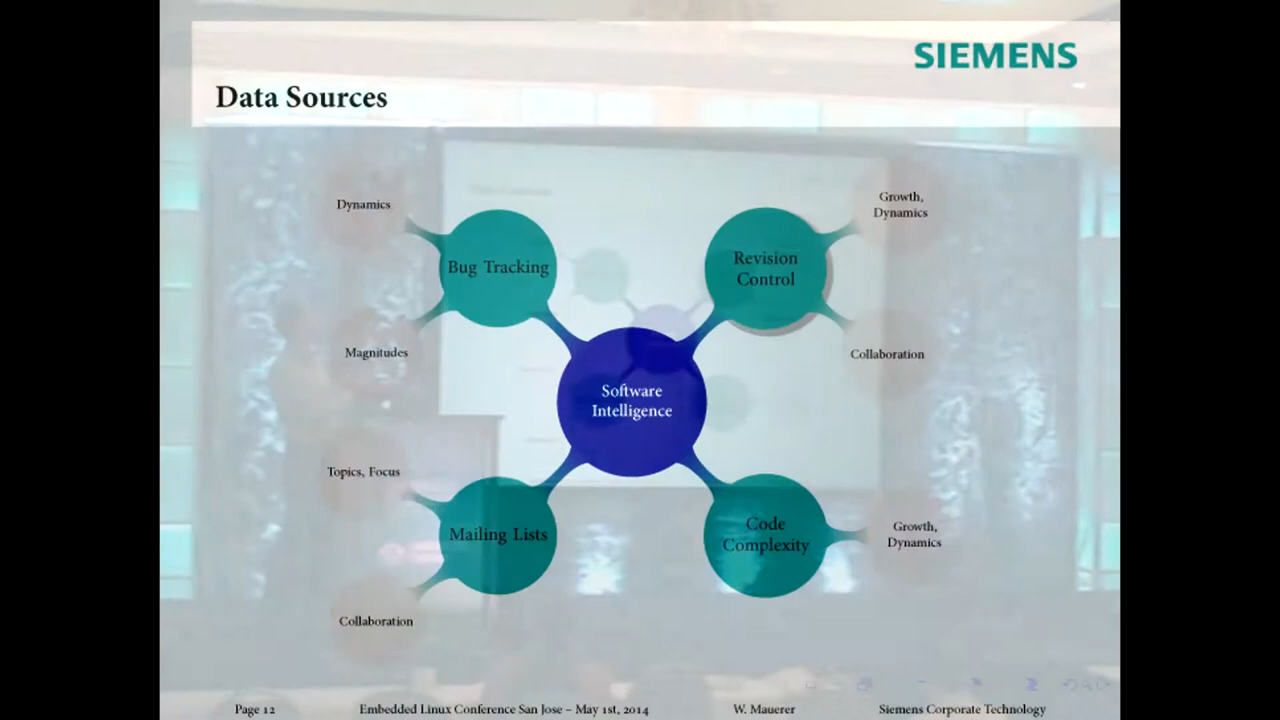 SIEMENS
Data Sources
Dynamics
Growth,
Dynamics
Bug Tracking
Revision
Control
Magnitudes
Collaboration
Software
Intelligence
Topics, Focus
Mailing Lists
Code
Complexity
Growth,
Dynamics
Collaboration
Page 12
Embedded Linux Conference San Jose – May 1st, 2014
W. Mauerer
Siemens Corporate Technology